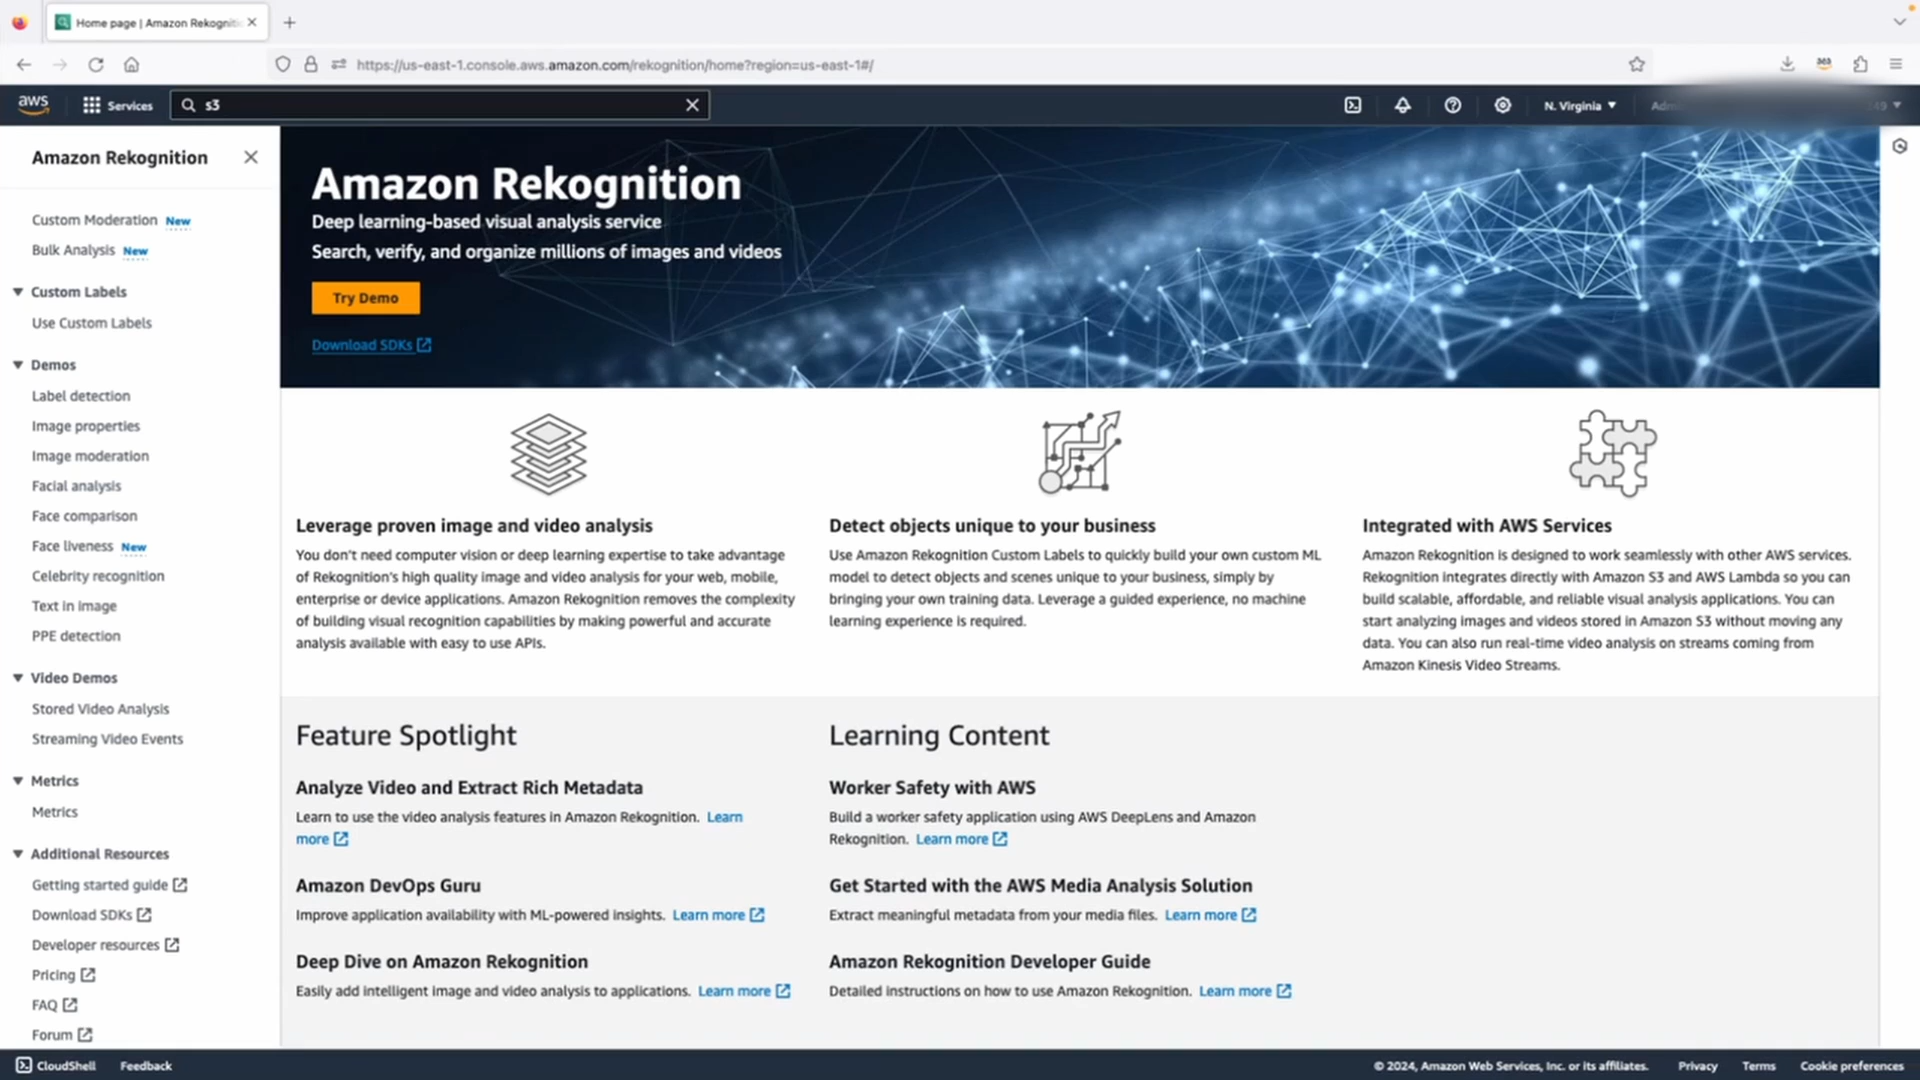 Home page | Amazon Rekogniti
https://us-east-1.console.aws.amazon.com/rekognition/home?region=us-east-1#/
aws
Services
s3
N. Virginia
Amazon Rekognition
Custom Moderation New
Bulk Analysis New
Custom Labels
Use Custom Labels
Demos
Label detection
Image properties
Image moderation
Facial analysis
Face comparison
Face liveness New
Celebrity recognition
Text in image
PPE detection
Video Demos
Stored Video Analysis
Streaming Video Events
Metrics
Metrics
Additional Resources
Getting started guide
Download SDKs
Developer resources
Pricing
FAQ
Forum
Amazon Rekognition
Deep learning-based visual analysis service
Search, verify, and organize millions of images and videos
Try Demo
Download SDKs
Leverage proven image and video analysis
You don't need computer vision or deep learning expertise to take advantage
of Rekognition's high quality image and video analysis for your web, mobile,
enterprise or device applications. Amazon Rekognition removes the complexity
of building visual recognition capabilities by making powerful and accurate
analysis available with easy to use APIs.
Detect objects unique to your business
Use Amazon Rekognition Custom Labels to quickly build your own custom ML
model to detect objects and scenes unique to your business, simply by
bringing your own training data. Leverage a guided experience, no machine
learning experience is required.
Integrated with AWS Services
Amazon Rekognition is designed to work seamlessly with other AWS services.
Rekognition integrates directly with Amazon S3 and AWS Lambda so you can
build scalable, affordable, and reliable visual analysis applications. You can
start analyzing images and videos stored in Amazon S3 without moving any
data. You can also run real-time video analysis on streams coming from
Amazon Kinesis Video Streams.
Feature Spotlight
Analyze Video and Extract Rich Metadata
Learn to use the video analysis features in Amazon Rekognition. Learn
more
Amazon DevOps Guru
Improve application availability with ML-powered insights. Learn more
Deep Dive on Amazon Rekognition
Easily add intelligent image and video analysis to applications. Learn more
Learning Content
Worker Safety with AWS
Build a worker safety application using AWS DeepLens and Amazon
Rekognition. Learn more
Get Started with the AWS Media Analysis Solution
Extract meaningful metadata from your media files. Learn more
Amazon Rekognition Developer Guide
Detailed instructions on how to use Amazon Rekognition. Learn more
CloudShell
Feedback
© 2024, Amazon Web Services, Inc. or its affiliates.
Privacy
Terms
Cookie preferences